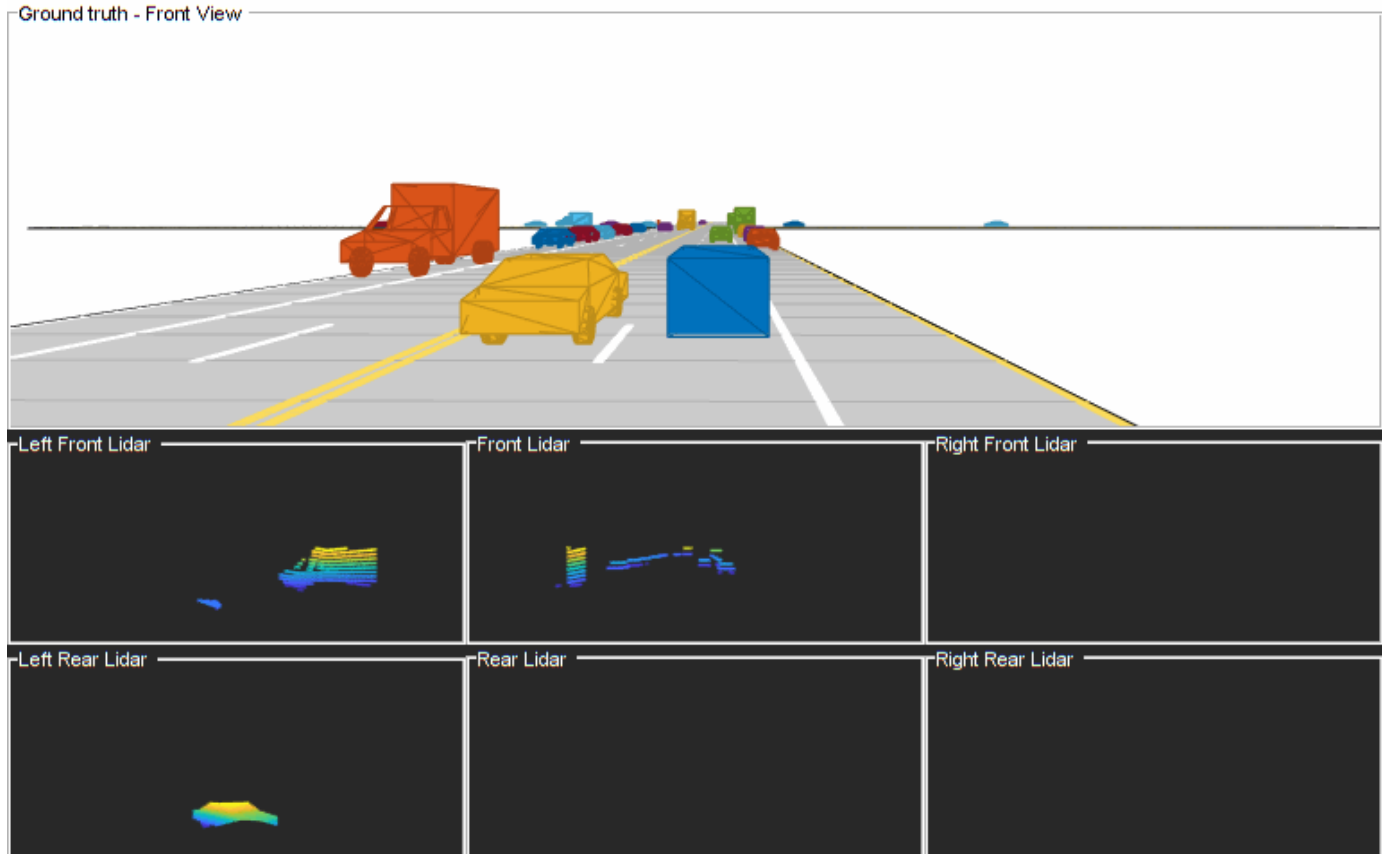 Ground truth - Front View
Left Front Lidar
Front Lidar
Right Front Lidar
Left Rear Lidar
Rear Lidar
Right Rear Lidar